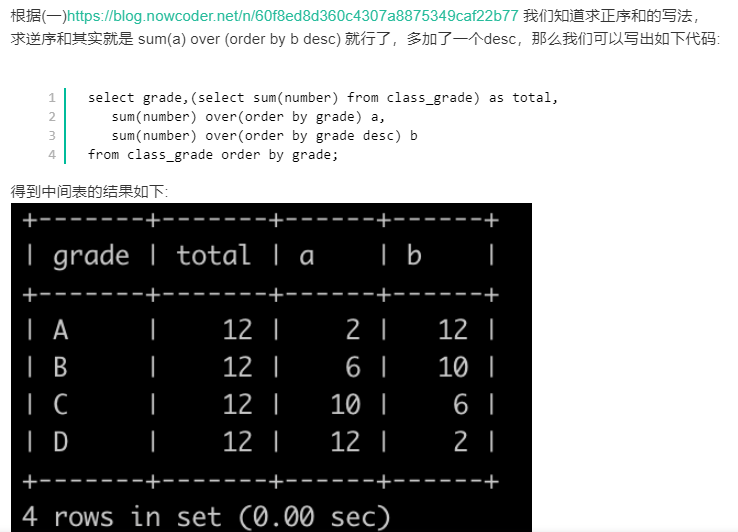 根据(一)https://blog.nowcoder.net/n/60f8ed8d360c4307a8875349caf22b77 我们知道求正序和的写法，
求逆序和其实就是 sum(a) over (order by b desc) 就行了，多加了一个desc，那么我们可以写出如下代码:
1 select grade,(select sum(number) from class_grade) as total,
2 sum(number) over(order by grade) a,
3 sum(number) over(order by grade desc) b
4 from class_grade order by grade;
得到中间表的结果如下:
+-------+-------+------+------+
| grade | total | a | b |
+-------+-------+------+------+
| A | 12 | 2 | 12 |
| B | 12 | 6 | 10 |
| C | 12 | 10 | 6 |
| D | 12 | 12 | 2 |
+-------+-------+------+------+
4 rows in set (0.00 sec)